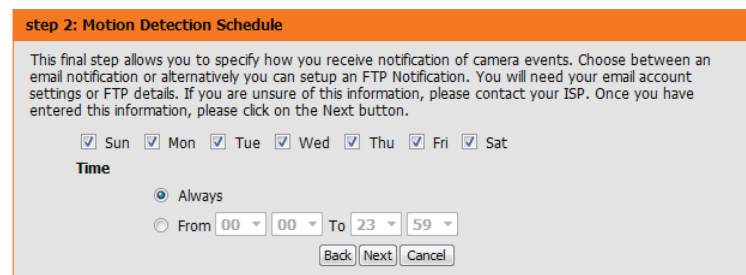 step 2: Motion Detection Schedule
This final step allows you to specify how you receive notification of camera events. Choose between an
email notification or alternatively you can setup an FTP Notification. You will need your email account
settings or FTP details. If you are unsure of this information, please contact your ISP. Once you have
entered this information, please click on the Next button.
Sun Mon Tue Wed Thu Fri Sat
Time
Always
From 00 00 To 23 59
Back Next Cancel